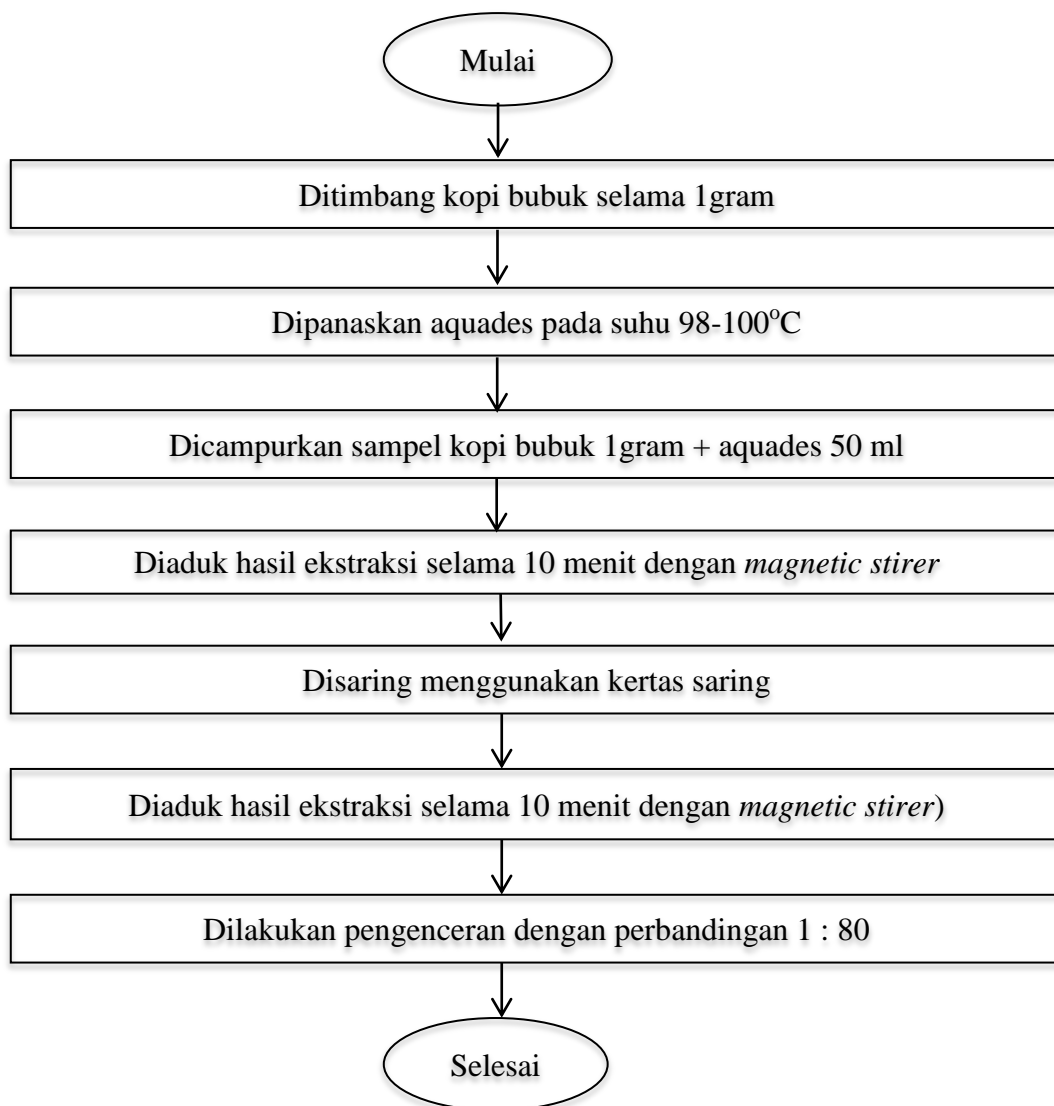 Mulai
Ditimbang kopi bubuk selama 1gram
Dipanaskan aquades pada suhu 98-100°C
Dicampurkan sampel kopi bubuk 1gram + aquades 50 ml
Diaduk hasil ekstraksi selama 10 menit dengan magnetic stirer
Disaring menggunakan kertas saring
Diaduk hasil ekstraksi selama 10 menit dengan magnetic stirer)
Dilakukan pengenceran dengan perbandingan 1 : 80
Selesai